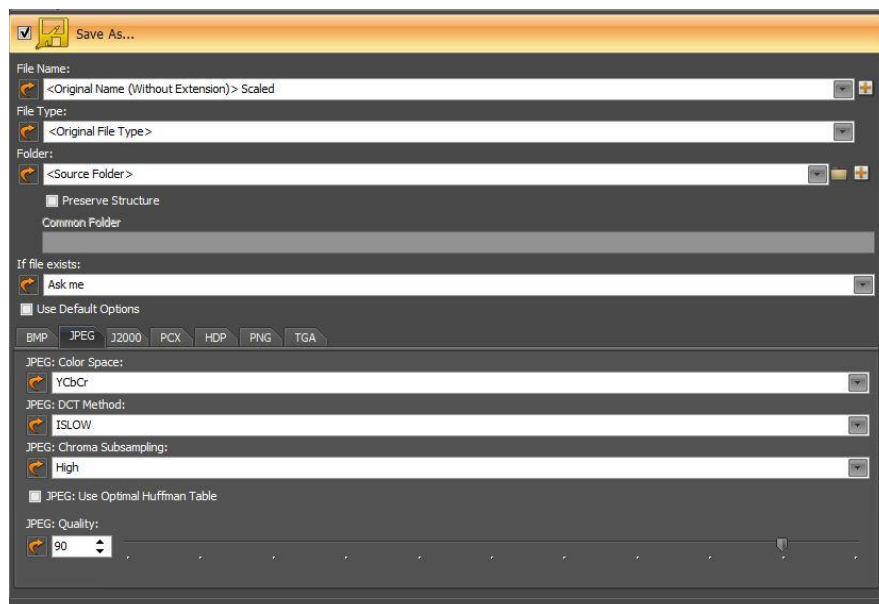 Save As...
File Name:
<Original Name (Without Extension)> Scaled
File Type:
<Original File Type>
Folder:
<Source Folder>
Preserve Structure
Common Folder
If file exists:
Ask me
Use Default Options
BMP JPEG J2000 PCX HDP PNG TGA
JPEG: Color Space:
YCbCr
JPEG: DCT Method:
ISLOW
JPEG: Chroma Subsampling:
High
JPEG: Use Optimal Huffman Table
JPEG: Quality:
90